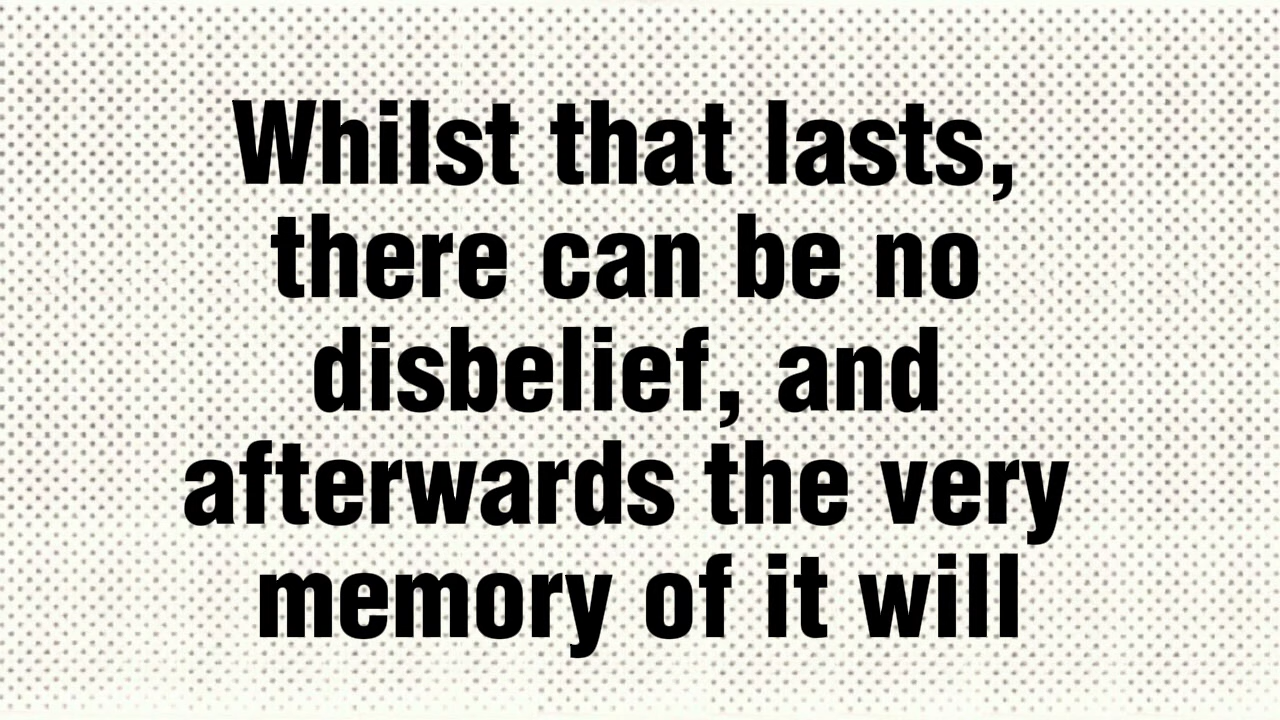 Whilst that lasts,
there can be no
disbelief, and
afterwards the very
memory of it will